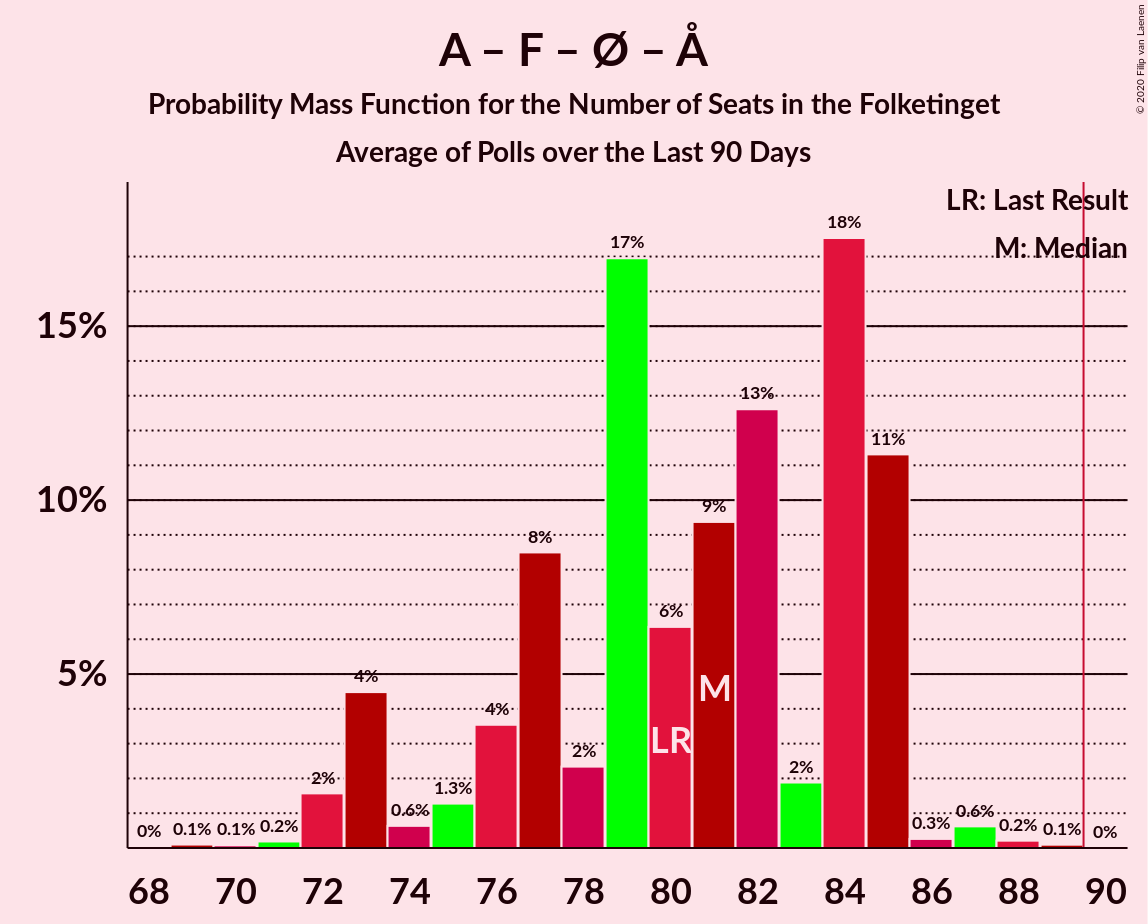 A – F – Ø – Å
Probability Mass Function for the Number of Seats in the Folketinget
Average of Polls over the Last 90 Days
© 2020 Filip van Laenen
LR: Last Result
M: Median
15%
10%
5%
0%
0.1%
0.1%
0.2%
2%
4%
0.6%
1.3%
4%
8%
2%
17%
6%
9%
13%
2%
18%
11%
0.3%
0.6%
0.2%
0.1%
0%
LR
M
68 70 72 74 76 78 80 82 84 86 88 90